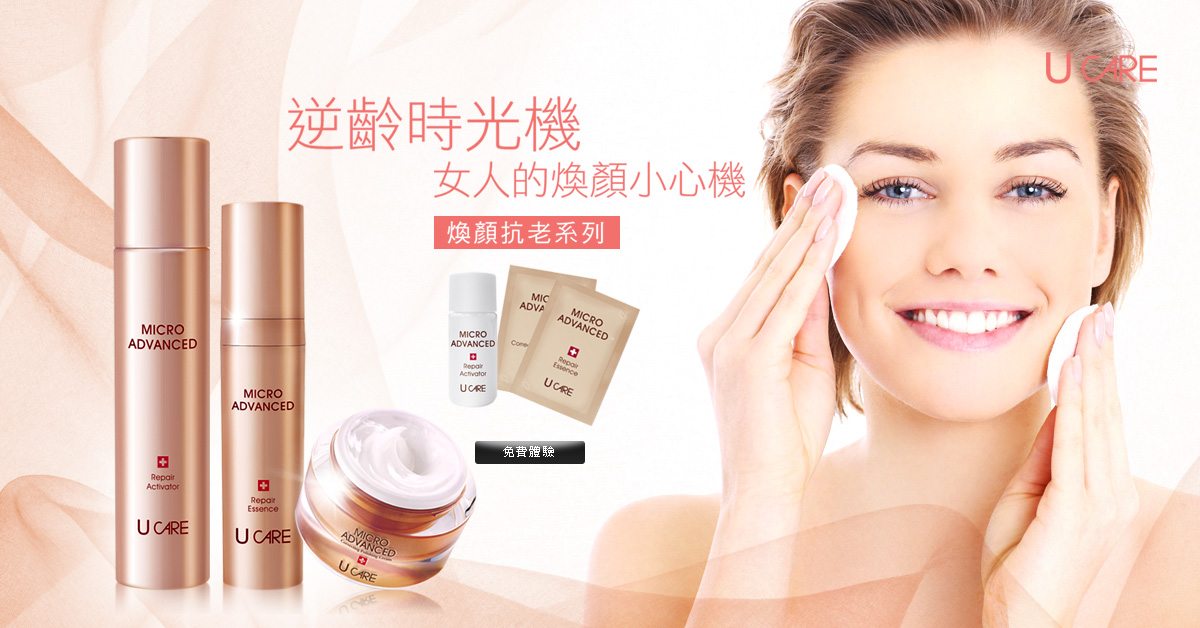 U CARE
逆齡時光機
女人的煥顏小心機
煥顏抗老系列
MICRO
ADVANCED
Repair
Activator
U CARE
MICRO
ADVANCED
Repair
Essence
U CARE
MICRO
ADVANCED
U CARE
MICRO
ADVANCED
Repair
Activator
U CARE
MIC
ADVA
MICRO
ADVANCED
Repair
Essence
U CARE
免費體驗